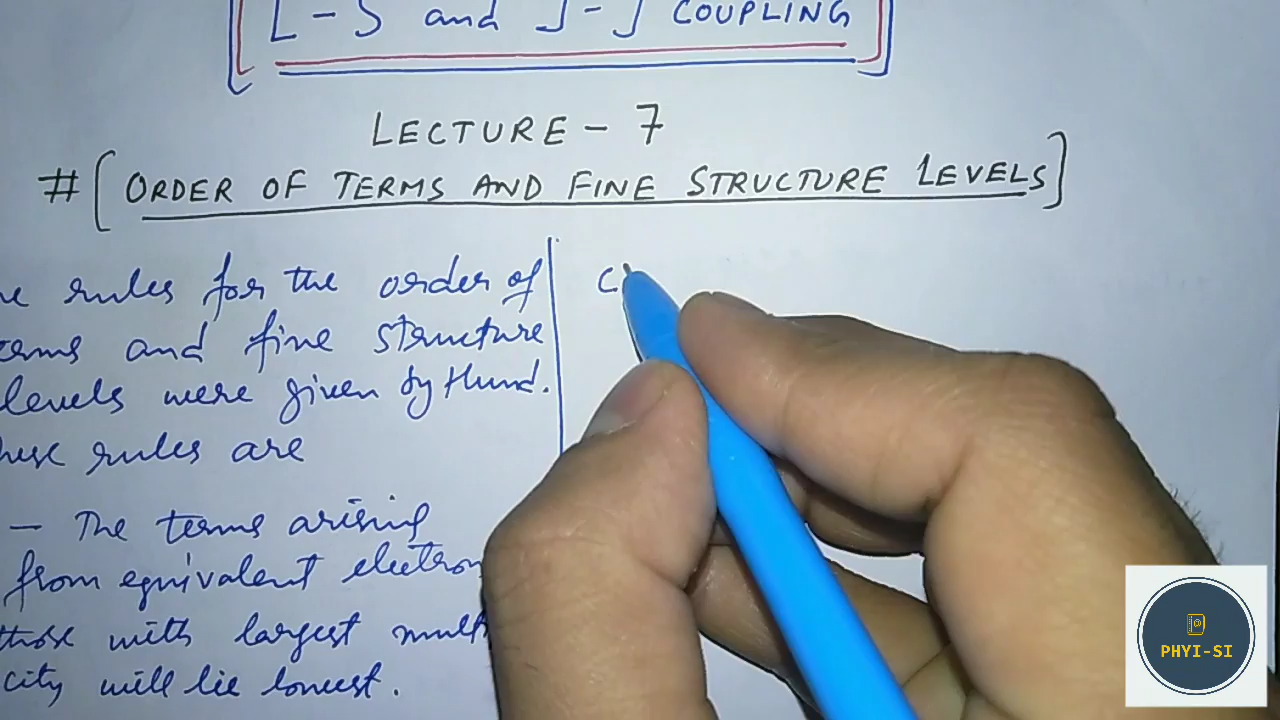 L-S and J-J COUPLING
LECTURE - 7
# [ORDER OF TERMS AND FINE STRUCTURE LEVELS]
rules for the order of
and fine structure
levels were given by Hund.
rules are
- The terms arising
from equivalent electron
those with largest mult
city will lie lowest.
C
PHYI-SI